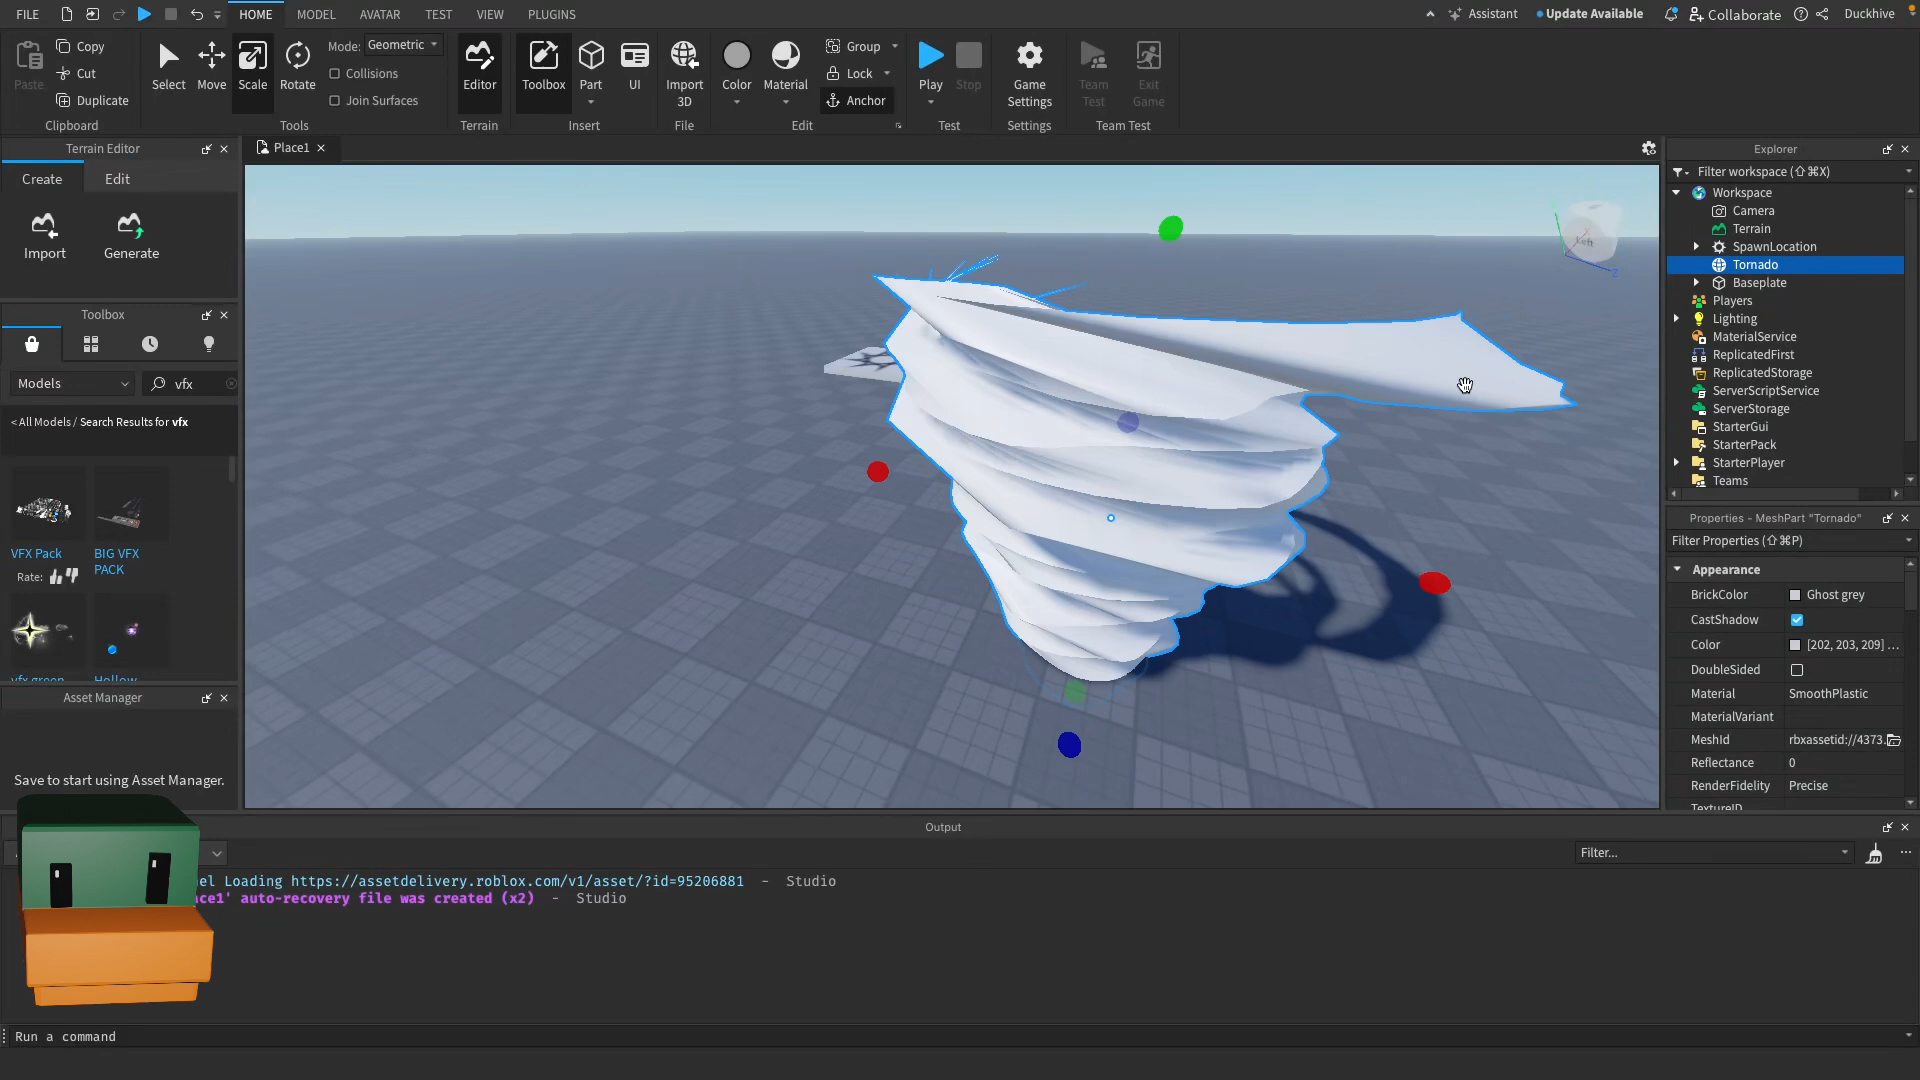 FILE HOME MODEL AVATAR TEST VIEW PLUGINS Assistant Update Available Collaborate Duckhive
Paste Copy Cut Duplicate Clipboard
Select Move Scale Rotate Mode: Geometric Collisions Join Surfaces Tools
Editor Terrain
Toolbox Part UI Insert
Import 3D File
Color Material Group Lock Anchor Edit
Play Stop Test
Game Settings Settings
Team Test Exit Game Team Test
Terrain Editor
Create Edit
Import Generate
Toolbox
Models vfx
< All Models / Search Results for vfx
VFX Pack BIG VFX PACK
Rate:
vfx green Hollow
Asset Manager
Save to start using Asset Manager.
Place1
Left
Z
Explorer
Filter workspace (⇧⌘X)
Workspace
Camera
Terrain
SpawnLocation
Tornado
Baseplate
Players
Lighting
MaterialService
ReplicatedFirst
ReplicatedStorage
ServerScriptService
ServerStorage
StarterGui
StarterPack
StarterPlayer
Teams
Properties - MeshPart "Tornado"
Filter Properties (⇧⌘P)
Appearance
BrickColor Ghost grey
CastShadow
Color [202, 203, 209] ...
DoubleSided
Material SmoothPlastic
MaterialVariant
MeshId rbxassetid://4373.
Reflectance 0
RenderFidelity Precise
TextureID
Output
Filter...
el Loading https://assetdelivery.roblox.com/v1/asset/?id=95206881 - Studio
ace1' auto-recovery file was created (x2) - Studio
Run a command